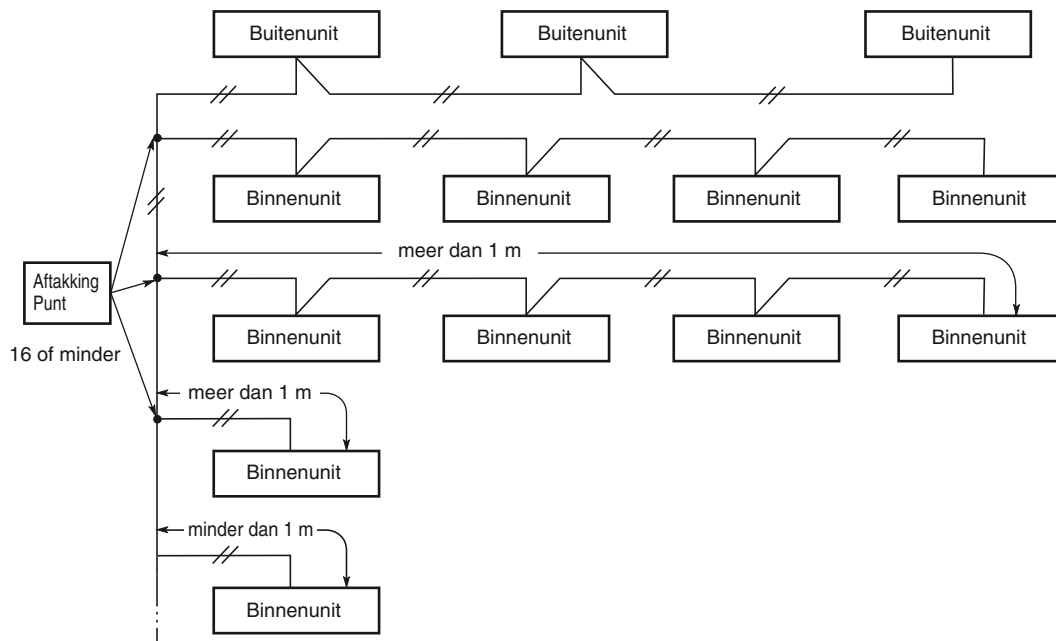 Buitenunit Buitenunit Buitenunit
Binnenunit Binnenunit Binnenunit Binnenunit
meer dan 1 m
Aftakking
Punt
Binnenunit Binnenunit Binnenunit Binnenunit
16 of minder
meer dan 1 m
Binnenunit
minder dan 1 m
Binnenunit